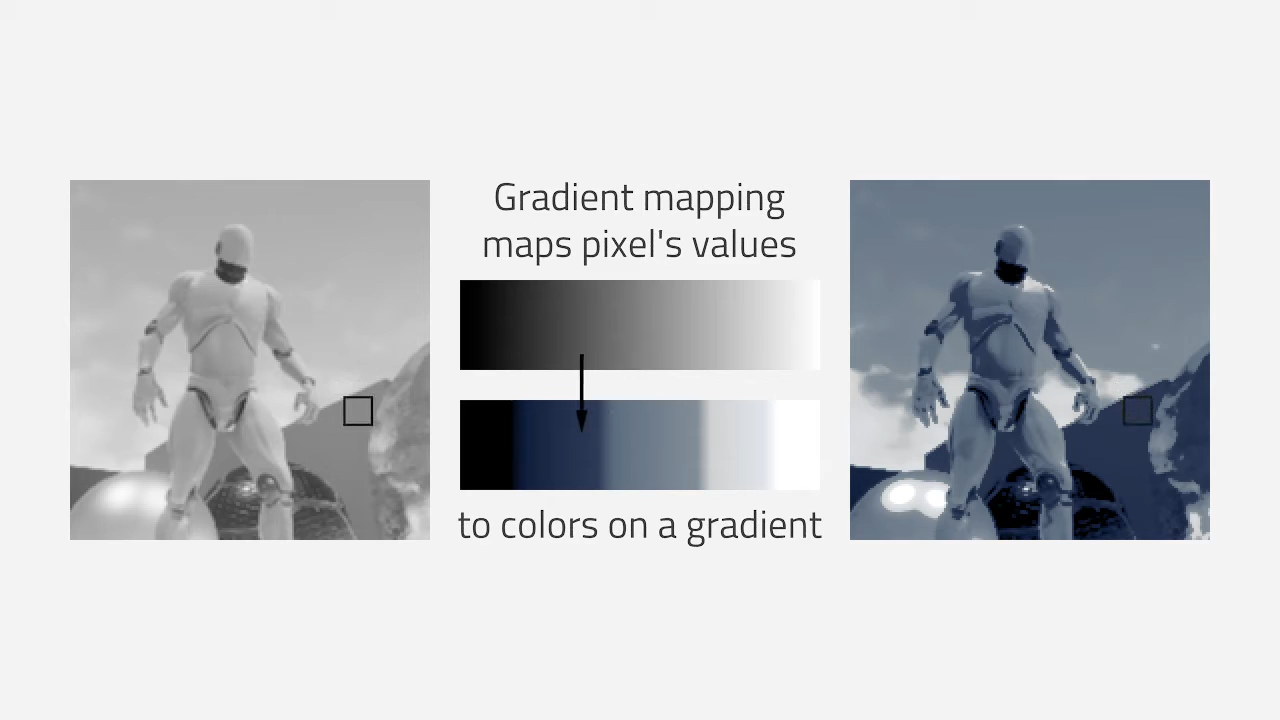 Gradient mapping
maps pixel's values
to colors on a gradient